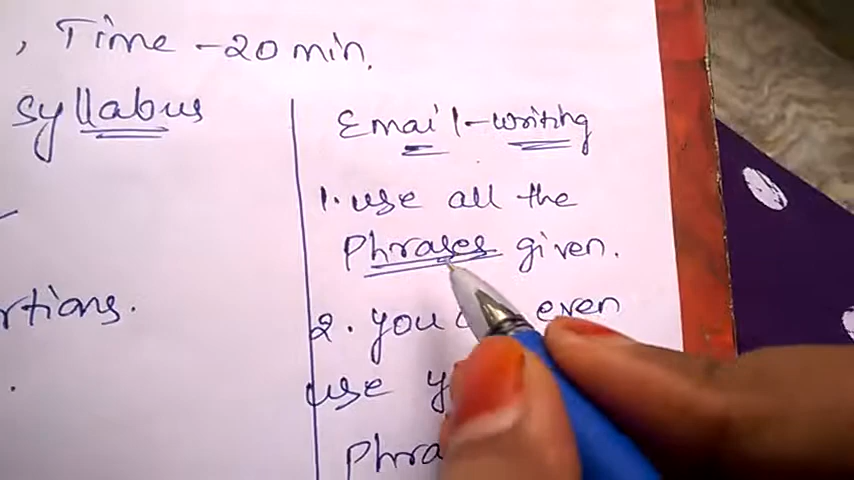 , Time - 20 min.
syllabus
rtions.
Email-writing
1. use all the
Phrases given.
2. you even
use
Phra